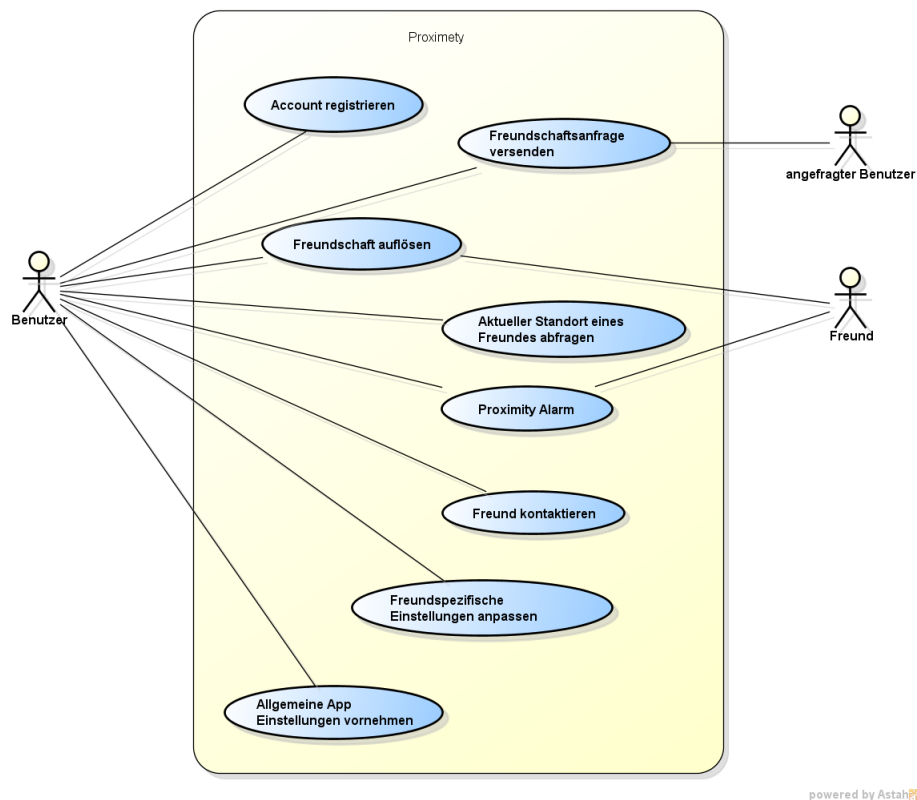 Proximety
Account registrieren
Freundschaftsanfrage
versenden
angefragter Benutzer
Freundschaft auflösen
Benutzer
Aktueller Standort eines
Freundes abfragen
Freund
Proximity Alarm
Freund kontaktieren
Freundspezifische
Einstellungen anpassen
Allgemeine App
Einstellungen vornehmen
powered by Astah